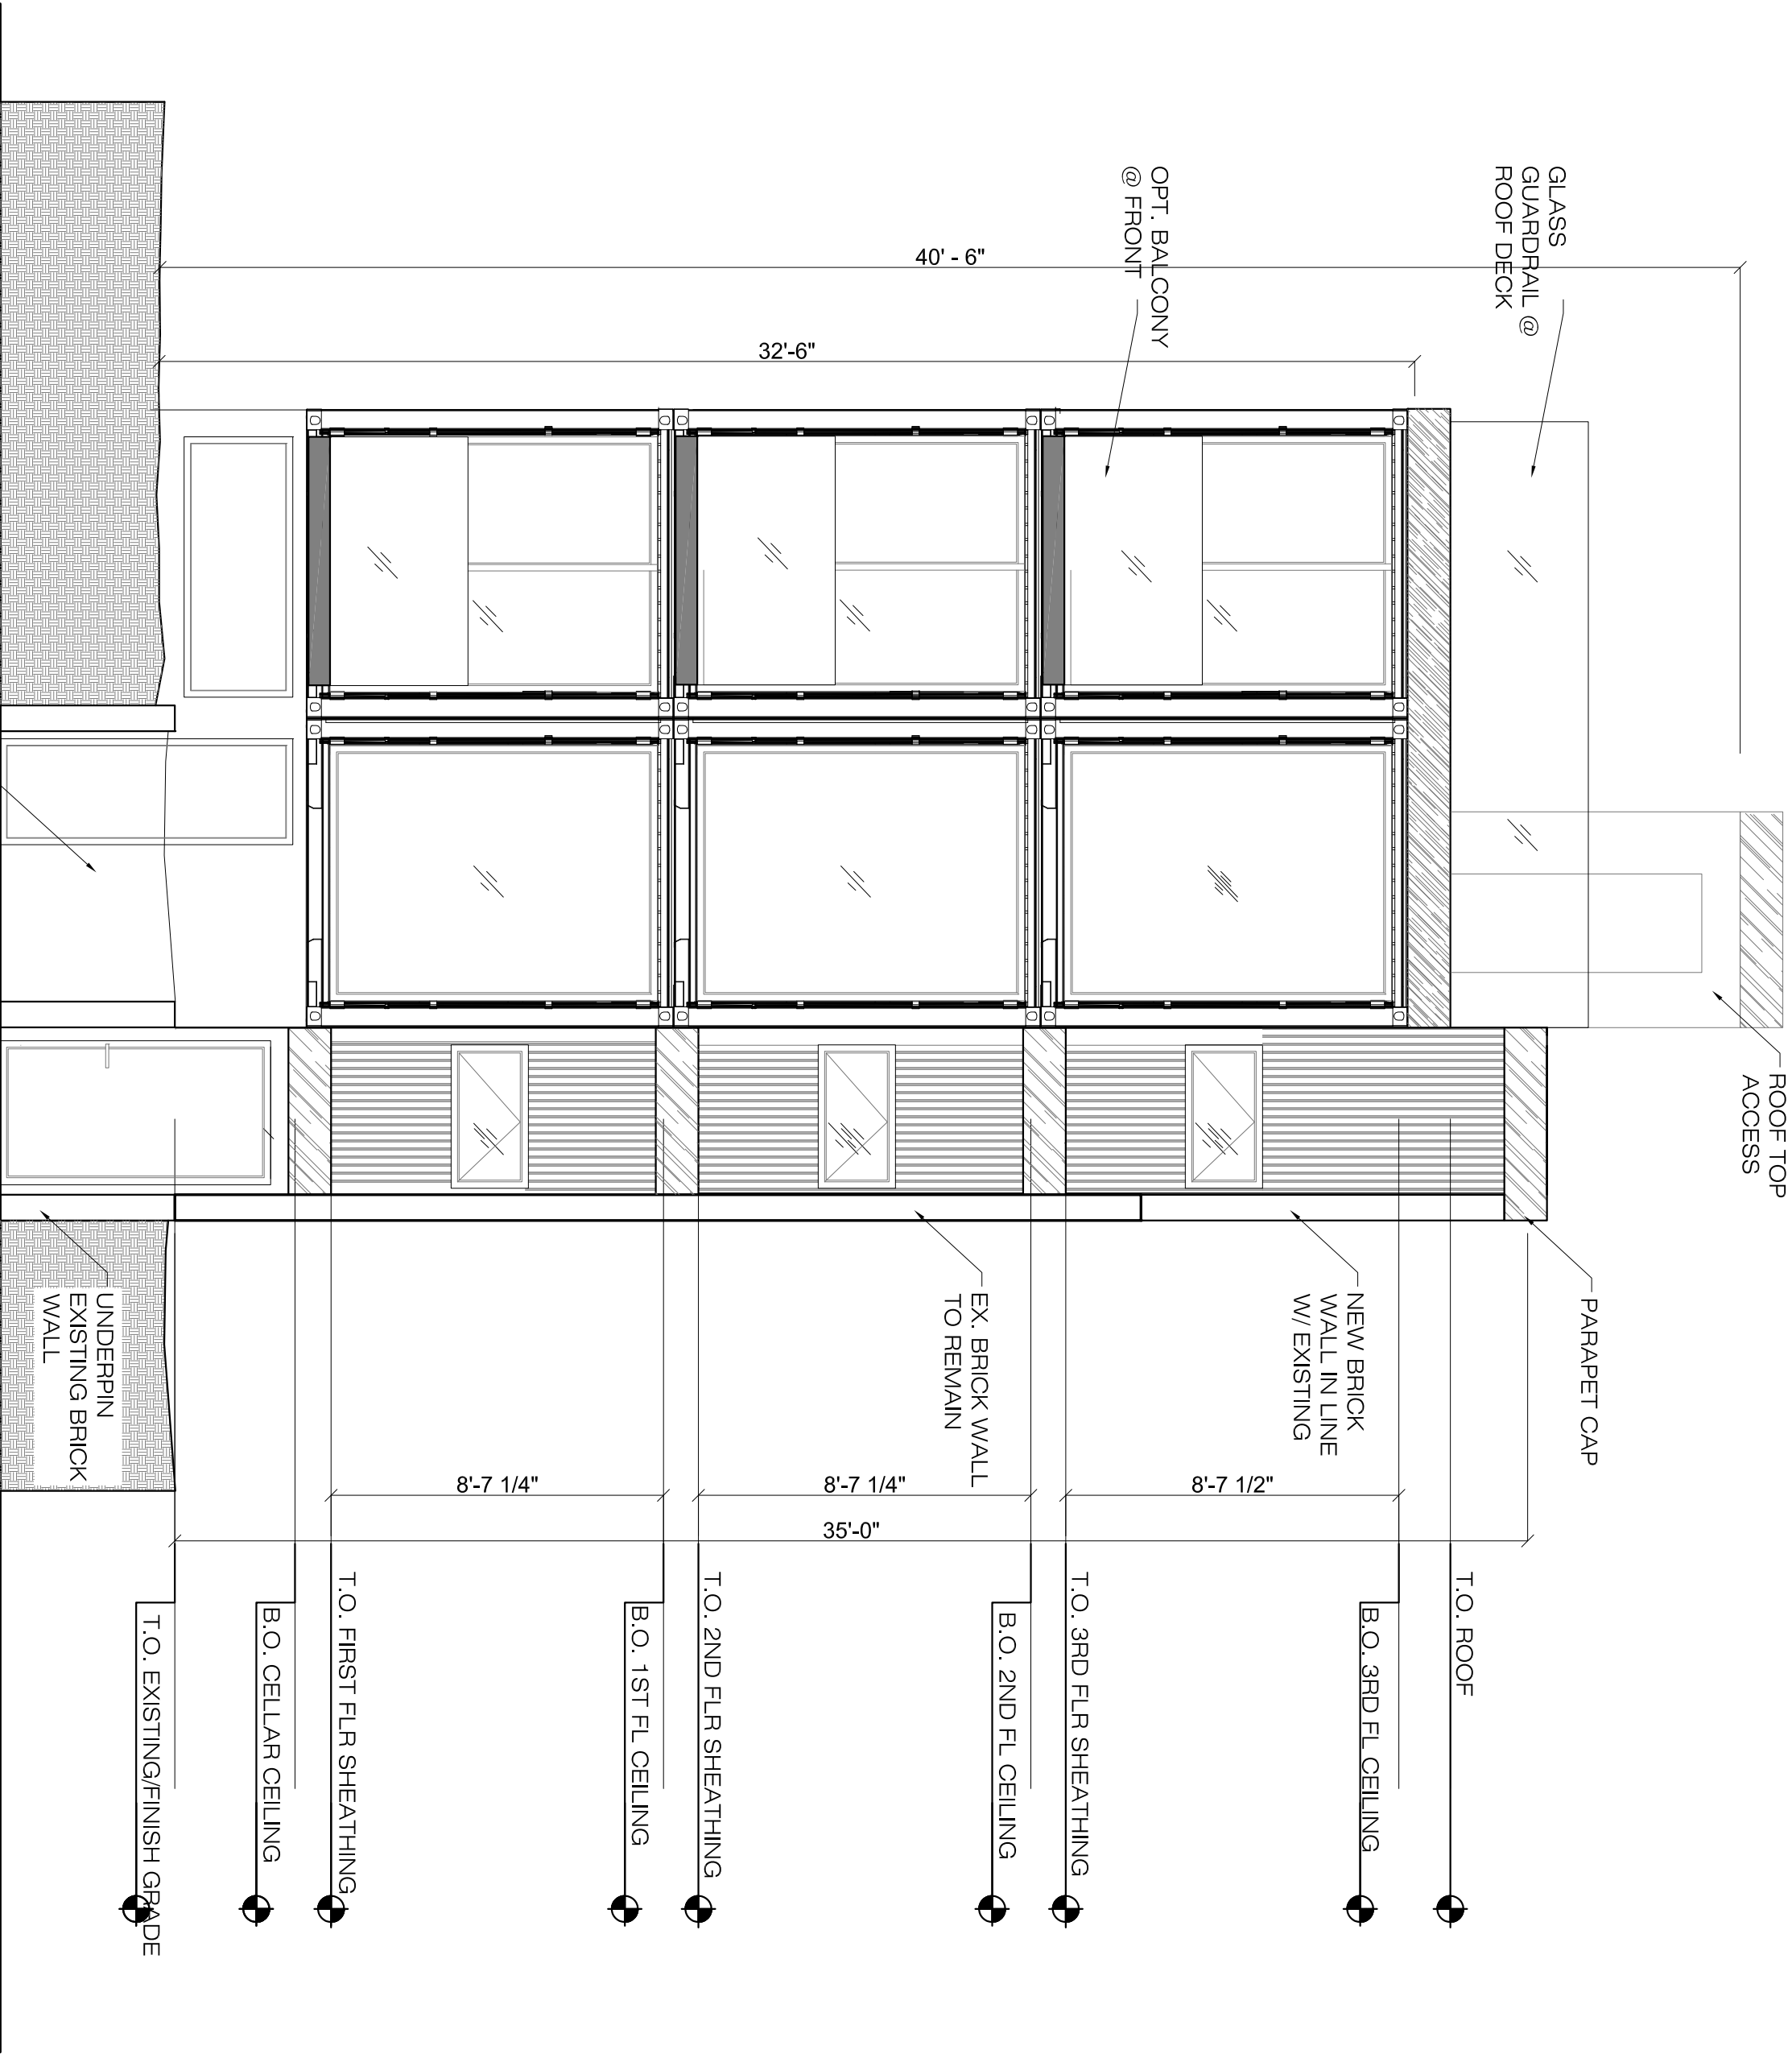 GLASS
GUARDRAIL @
ROOF DECK
OPT. BALCONY
@ FRONT
40' - 6"
32'-6"
ROOF TOP
ACCESS
PARAPET CAP
NEW BRICK
WALL IN LINE
W/ EXISTING
EX. BRICK WALL
TO REMAIN
UNDERPIN
EXISTING BRICK
WALL
8'-7 1/2"
8'-7 1/4"
8'-7 1/4"
35'-0"
T.O. ROOF
B.O. 3RD FL CEILING
T.O. 3RD FLR SHEATHING
B.O. 2ND FL CEILING
T.O. 2ND FLR SHEATHING
B.O. 1ST FL CEILING
T.O. FIRST FLR SHEATHING
B.O. CELLAR CEILING
T.O. EXISTING/FINISH GRADE